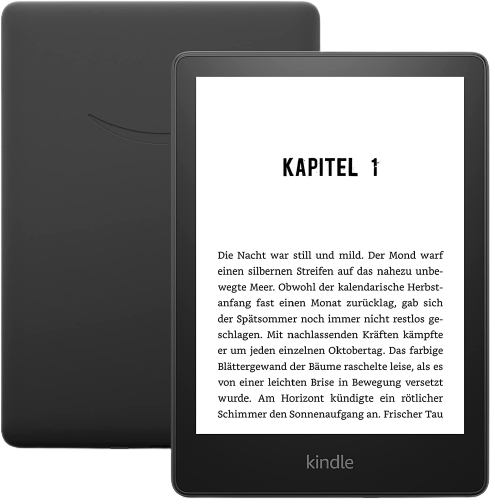 KAPITEL 1
Die Nacht war still und mild. Der Mond warf
einen silbernen Streifen auf das nahezu unbe-
wegte Meer. Obwohl der kalendarische Herbst-
anfang fast einen Monat zurücklag, gab sich
der Spätsommer noch immer nicht restlos ge-
schlagen. Mit nachlassenden Kräften kämpfte
er um jeden einzelnen Oktobertag. Das farbige
Blättergewand der Bäume raschelte leise, als es
von einer leichten Brise in Bewegung versetzt
wurde. Am Horizont kündigte ein rötlicher
Schimmer den Sonnenaufgang an. Frischer Tau
kindle